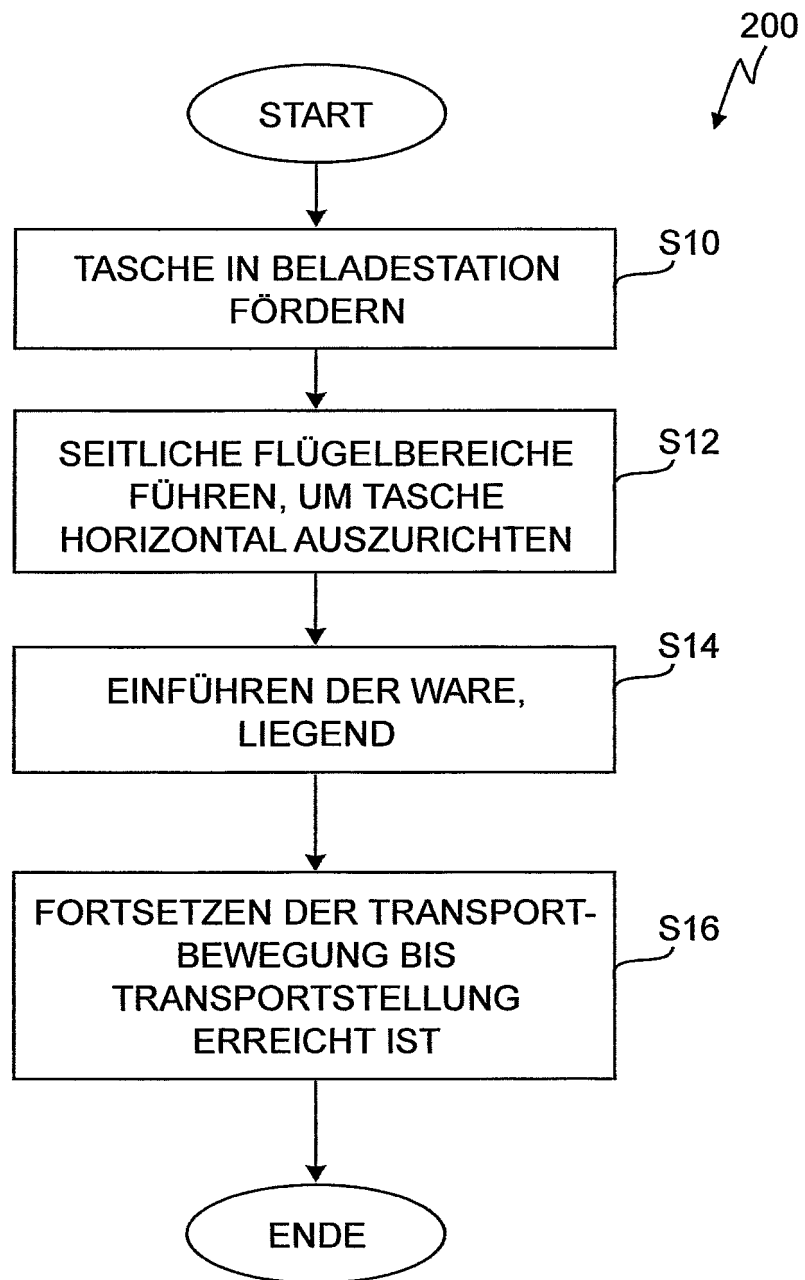 200
START
S10
TASCHE IN BELADESTATION
FÖRDERN
S12
SEITLICHE FLÜGELBEREICHE
FÜHREN, UM TASCHE
HORIZONTAL AUSZURICHTEN
S14
EINFÜHREN DER WARE,
LIEGEND
S16
FORTSETZEN DER TRANSPORT-
BEWEGUNG BIS
TRANSPORTSTELLUNG
ERREICHT IST
ENDE